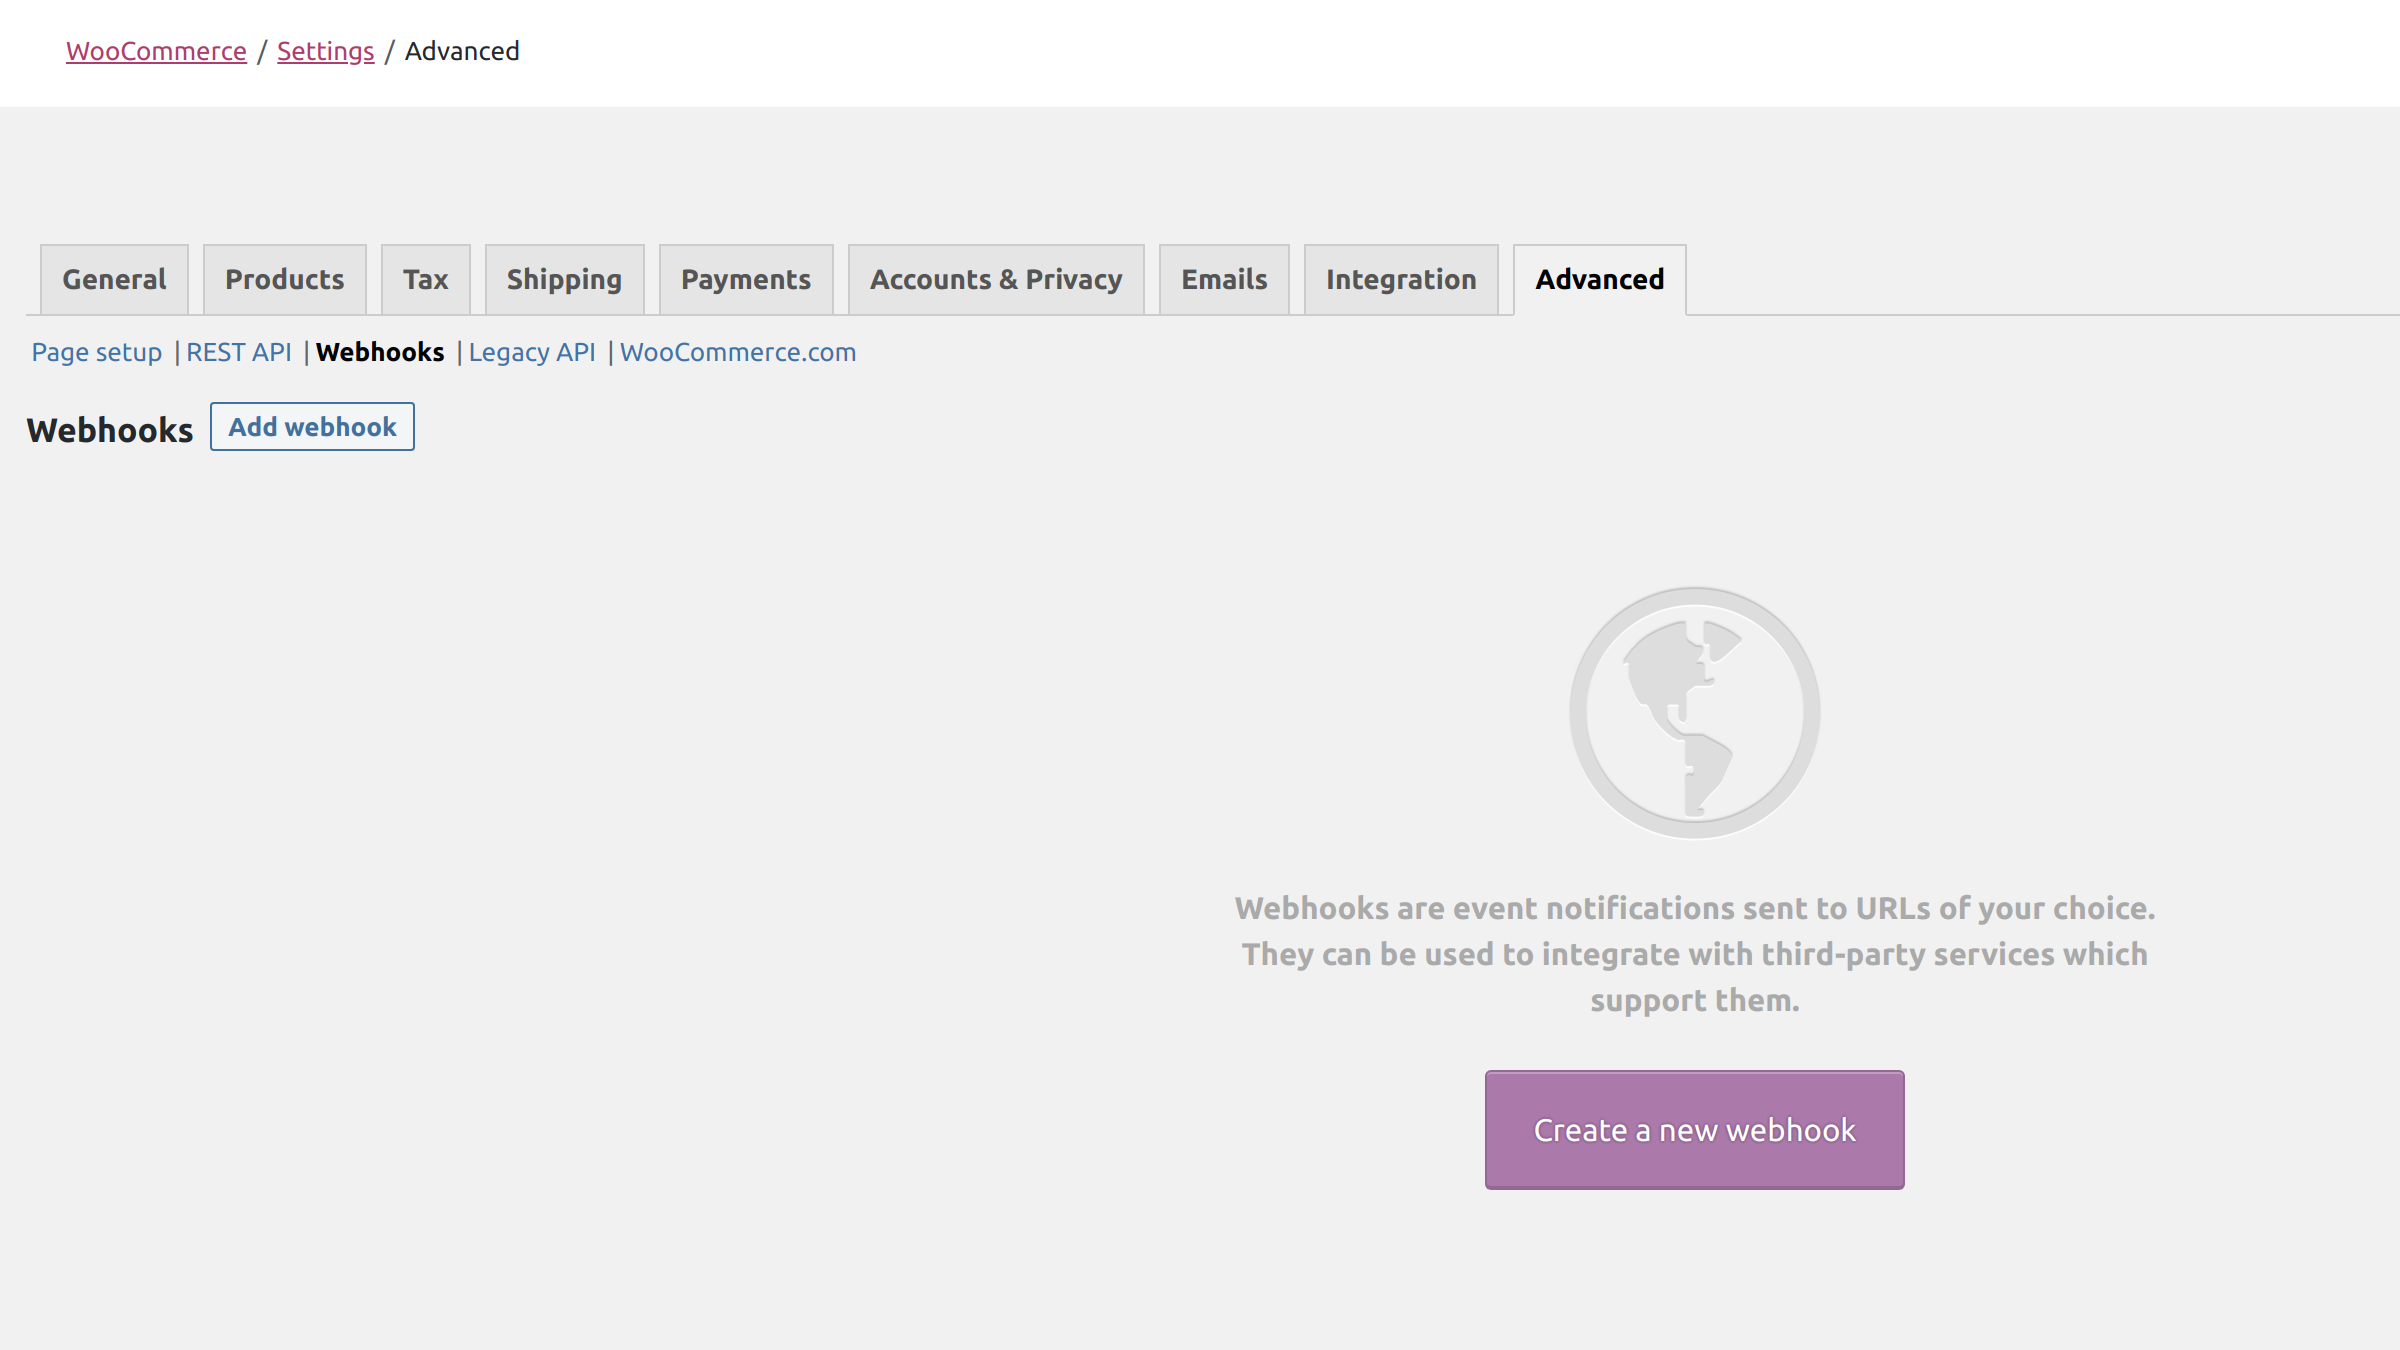 WooCommerce / Settings / Advanced
General Products Tax Shipping Payments Accounts & Privacy Emails Integration Advanced
Page setup | REST API | Webhooks | Legacy API | WooCommerce.com
Webhooks Add webhook
Webhooks are event notifications sent to URLs of your choice.
They can be used to integrate with third-party services which
support them.
Create a new webhook